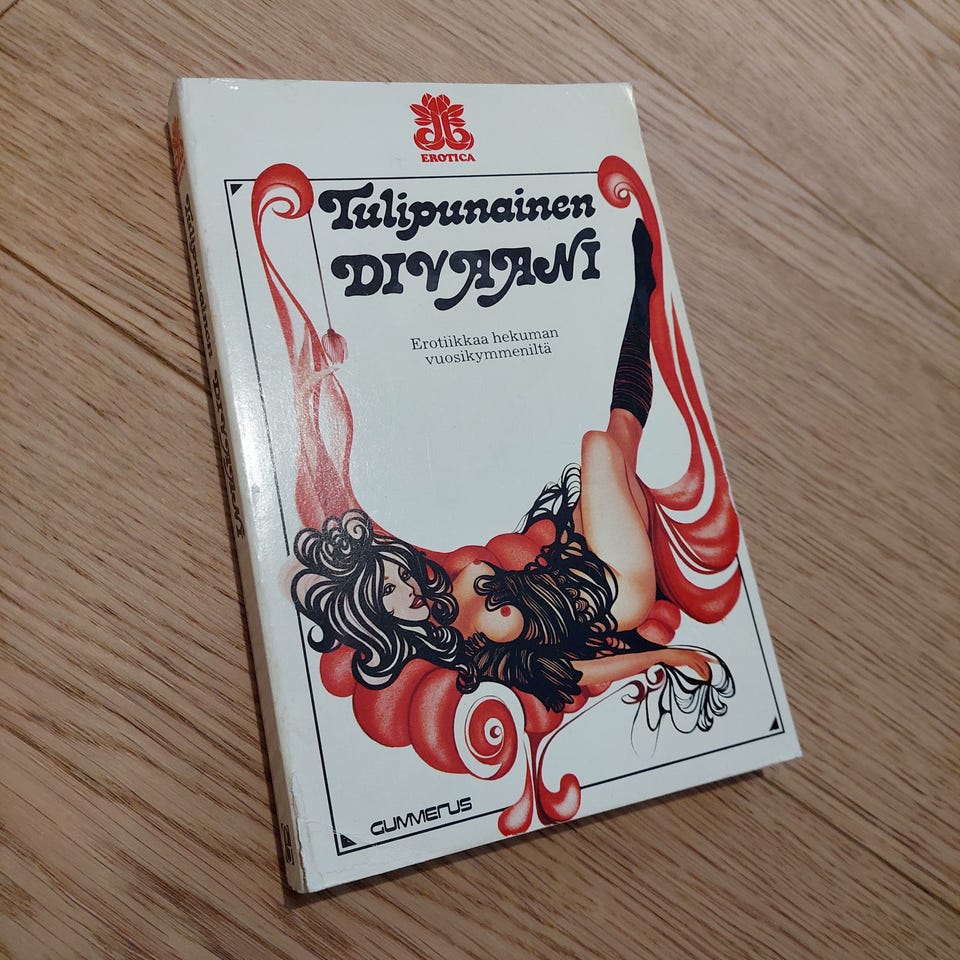 EROTICA
Tulipunainen
DIVAANI
Erotiikkaa hekuman
vuosikymmeniltä
GUMMERUS
Tulipunainen DIVAANI